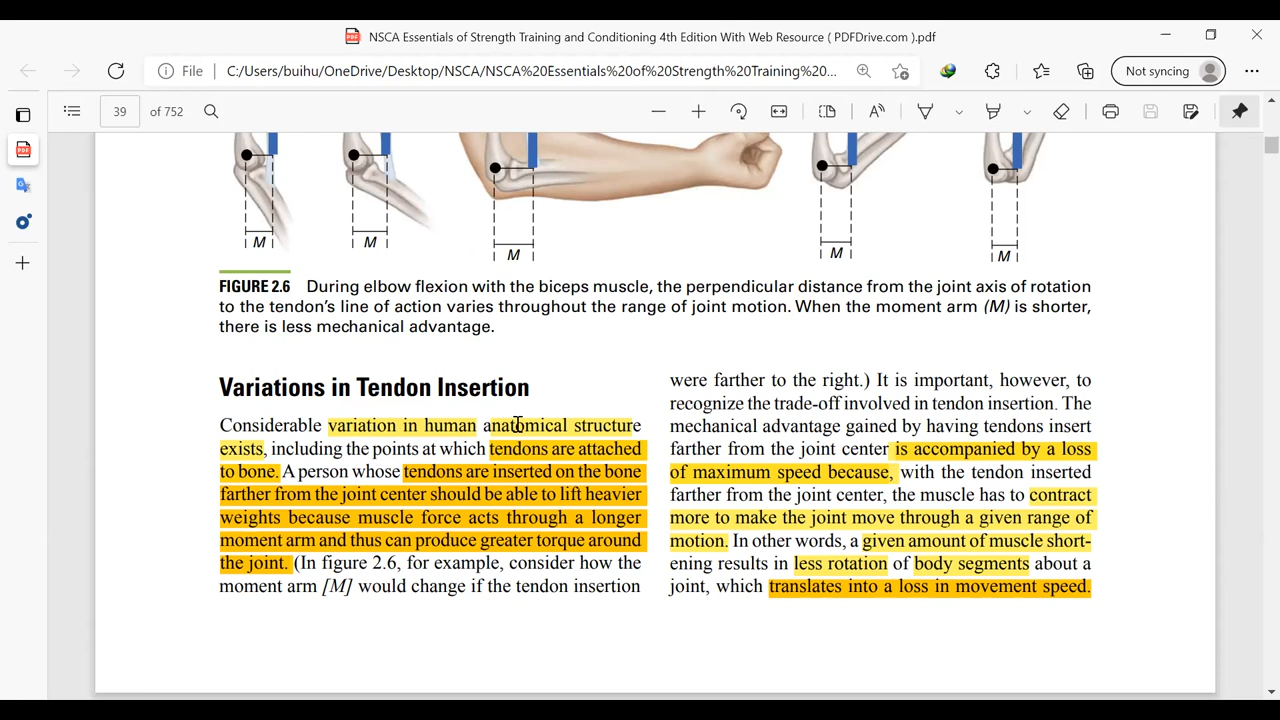 NSCA Essentials of Strength Training and Conditioning 4th Edition With Web Resource ( PDFDrive.com ).pdf
File C:/Users/buihu/OneDrive/Desktop/NSCA/NSCA%20Essentials%20of%20Strength%20Training%20... Not syncing
39 of 752
M M M M M
FIGURE 2.6 During elbow flexion with the biceps muscle, the perpendicular distance from the joint axis of rotation
to the tendon's line of action varies throughout the range of joint motion. When the moment arm (M) is shorter,
there is less mechanical advantage.
Variations in Tendon Insertion
Considerable variation in human anatomical structure
exists, including the points at which tendons are attached
to bone. A person whose tendons are inserted on the bone
farther from the joint center should be able to lift heavier
weights because muscle force acts through a longer
moment arm and thus can produce greater torque around
the joint. (In figure 2.6, for example, consider how the
moment arm [M] would change if the tendon insertion
were farther to the right.) It is important, however, to
recognize the trade-off involved in tendon insertion. The
mechanical advantage gained by having tendons insert
farther from the joint center is accompanied by a loss
of maximum speed because, with the tendon inserted
farther from the joint center, the muscle has to contract
more to make the joint move through a given range of
motion. In other words, a given amount of muscle short-
ening results in less rotation of body segments about a
joint, which translates into a loss in movement speed.